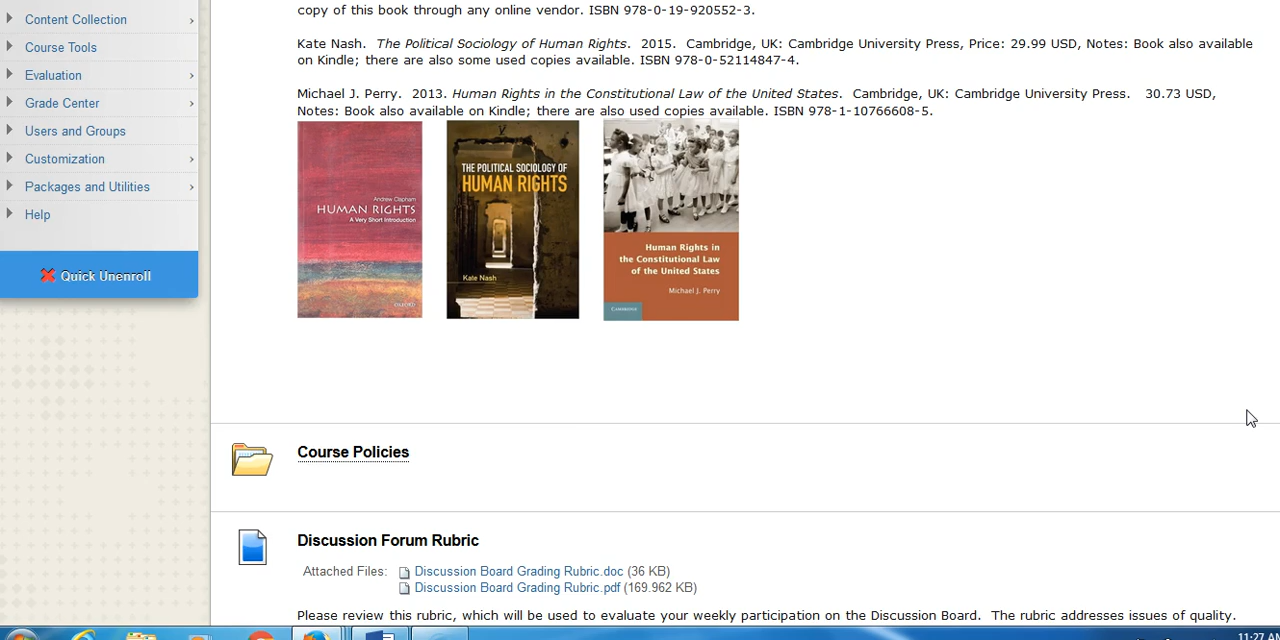 copy of this book through any online vendor. ISBN 978-0-19-920552-3.
Content Collection
Kate Nash. The Political Sociology of Human Rights. 2015. Cambridge, UK: Cambridge University Press, Price: 29.99 USD, Notes: Book also available
on Kindle; there are also some used copies available. ISBN 978-0-52114847-4.
Course Tools
Evaluation
Grade Center
Users and Groups
Customization
Packages and Utilities
Help
Quick Unenroll
Michael J. Perry. 2013. Human Rights in the Constitutional Law of the United States. Cambridge, UK: Cambridge University Press. 30.73 USD,
Notes: Book also available on Kindle; there are also used copies available. ISBN 978-1-10766608-5.
Andrew Clapham
HUMAN RIGHTS
A Very Short Introduction
OXFORD
THE POLITICAL SOCIOLOGY OF
HUMAN RIGHTS
Kate Nash
Human Rights in
the Constitutional Law
of the United States
Michael J. Perry
CAMBRIDGE
Course Policies
Discussion Forum Rubric
Attached Files: Discussion Board Grading Rubric.doc (36 KB)
Discussion Board Grading Rubric.pdf (169.962 KB)
Please review this rubric, which will be used to evaluate your weekly participation on the Discussion Board. The rubric addresses issues of quality.
11:27